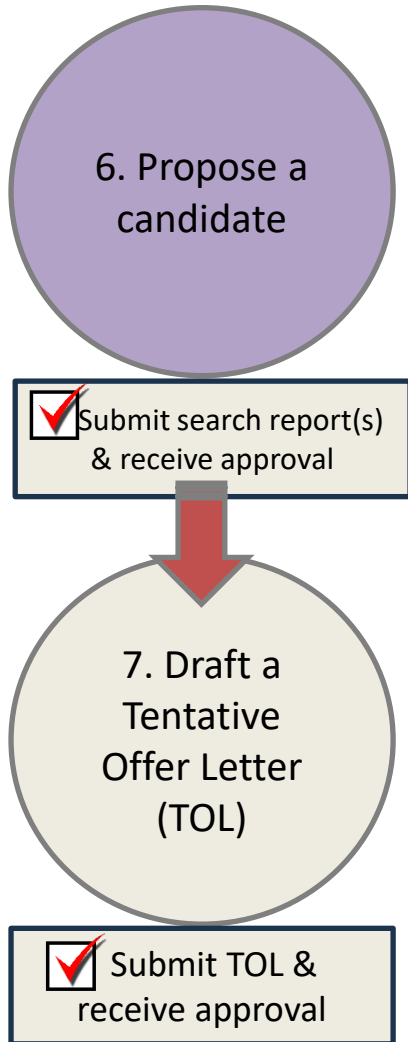 6. Propose a
candidate
Submit search report(s)
& receive approval
7. Draft a
Tentative
Offer Letter
(TOL)
Submit TOL &
receive approval